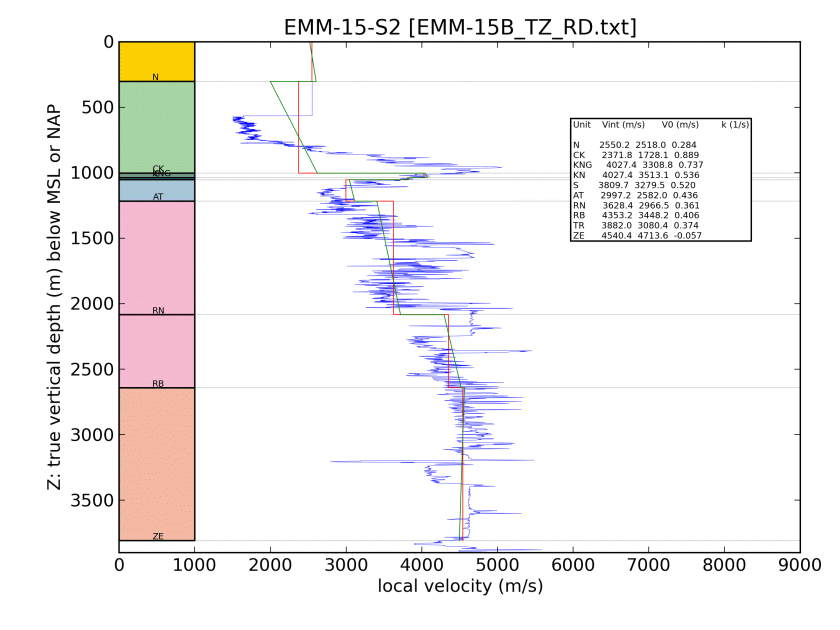 EMM-15-S2 [EMM-15B_TZ_RD.txt]
Z: true vertical depth (m) below MSL or NAP
0
500
1000
1500
2000
2500
3000
3500
N
CK
KNG
AT
RN
RB
ZE
Unit Vint (m/s) V0 (m/s) k (1/s)
N 2550.2 2518.0 0.284
CK 2371.8 1728.1 0.889
KNG 4027.4 3308.8 0.737
KN 4027.4 3513.1 0.536
S 3809.7 3279.5 0.520
AT 2997.2 2582.0 0.436
RN 3628.4 2966.5 0.361
RB 4353.2 3448.2 0.406
TR 3882.0 3080.4 0.374
ZE 4540.4 4713.6 -0.057
0 1000 2000 3000 4000 5000 6000 7000 8000 9000
local velocity (m/s)